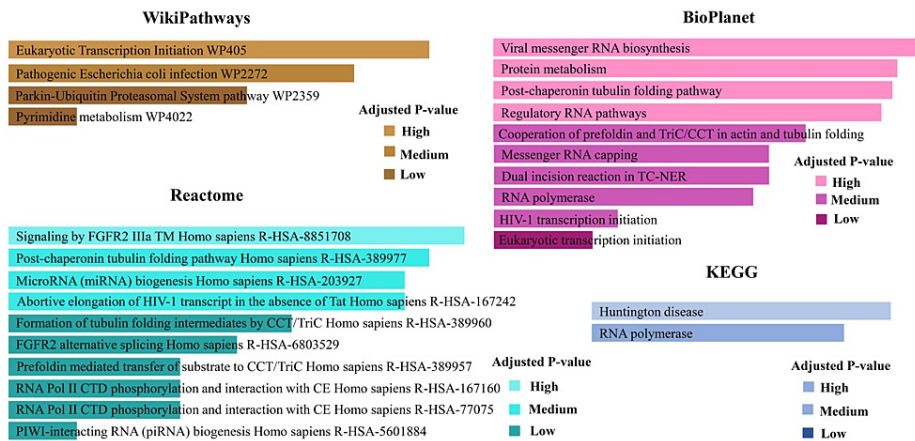 WikiPathways
Eukaryotic Transcription Initiation WP405
Pathogenic Escherichia coli infection WP2272
Parkin-Ubiquitin Proteasomal System pathway WP2359
Pyrimidine metabolism WP4022
Adjusted P-value
High
Medium
Low
BioPlanet
Viral messenger RNA biosynthesis
Protein metabolism
Post-chaperonin tubulin folding pathway
Regulatory RNA pathways
Cooperation of prefoldin and TriC/CCT in actin and tubulin folding
Messenger RNA capping
Dual incision reaction in TC-NER
RNA polymerase
HIV-1 transcription initiation
Eukaryotic transcription initiation
Adjusted P-value
High
Medium
Low
Reactome
Signaling by FGFR2 IIIa TM Homo sapiens R-HSA-8851708
Post-chaperonin tubulin folding pathway Homo sapiens R-HSA-389977
MicroRNA (miRNA) biogenesis Homo sapiens R-HSA-203927
Abortive elongation of HIV-1 transcript in the absence of Tat Homo sapiens R-HSA-167242
Formation of tubulin folding intermediates by CCT/TriC Homo sapiens R-HSA-389960
FGFR2 alternative splicing Homo sapiens R-HSA-6803529
Prefoldin mediated transfer of substrate to CCT/TriC Homo sapiens R-HSA-389957
RNA Pol II CTD phosphorylation and interaction with CE Homo sapiens R-HSA-167160
RNA Pol II CTD phosphorylation and interaction with CE Homo sapiens R-HSA-77075
PIWI-interacting RNA (piRNA) biogenesis Homo sapiens R-HSA-5601884
Adjusted P-value
High
Medium
Low
KEGG
Huntington disease
RNA polymerase
Adjusted P-value
High
Medium
Low